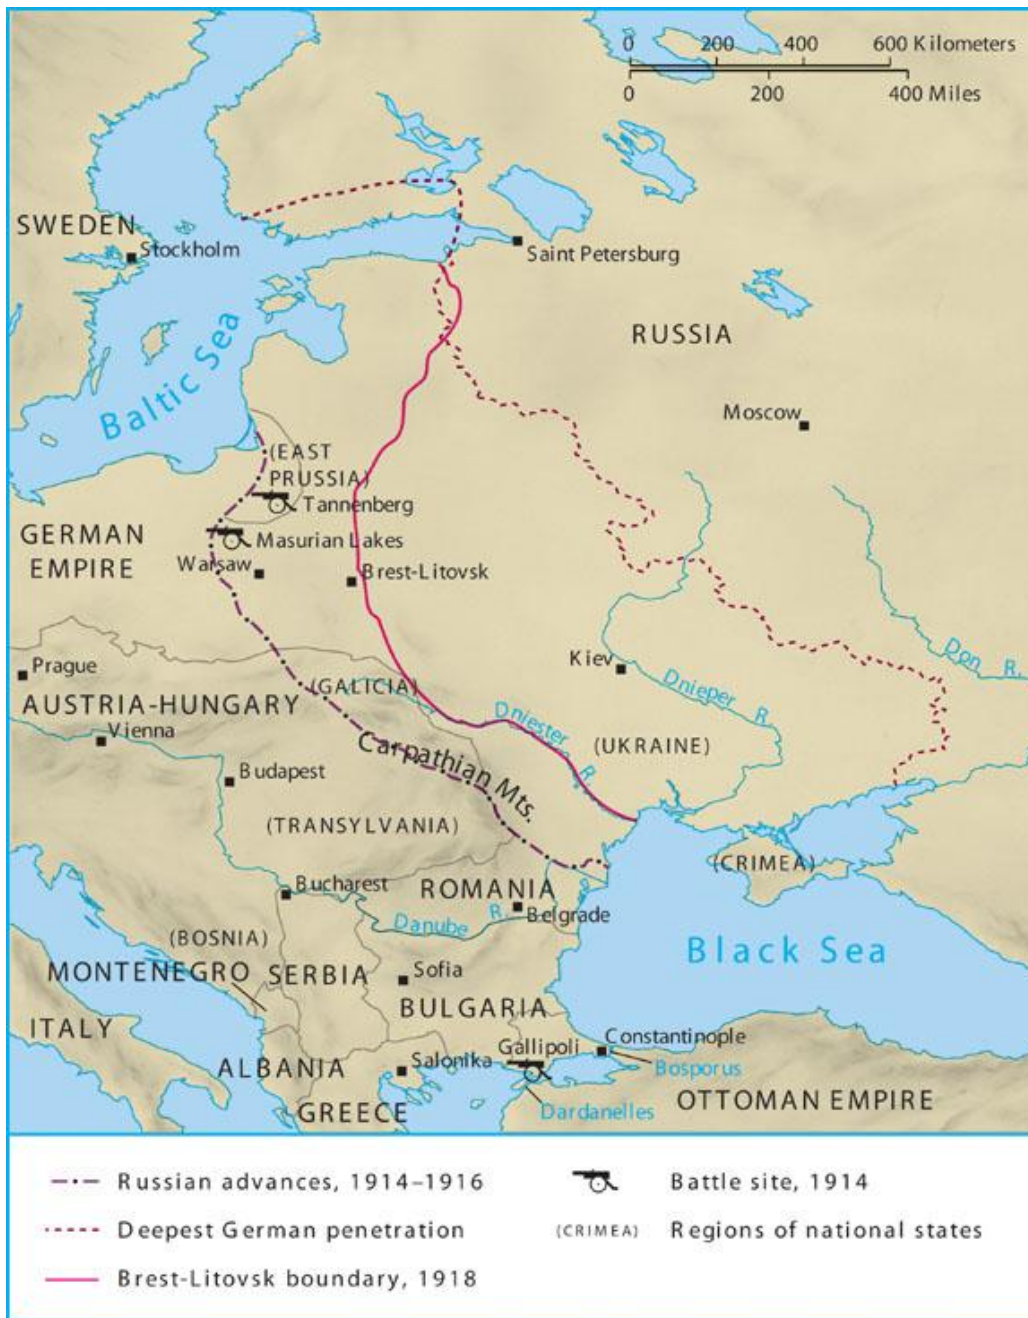 0 200 400 600 Kilometers
0 200 400 Miles
SWEDEN
Stockholm
Saint Petersburg
RUSSIA
Baltic Sea
Moscow
(EAST
PRUSSIA)
Tannenberg
GERMAN
EMPIRE
Masurian Lakes
Warsaw
Brest-Litovsk
Prague
Kiev
Don R.
Dnieper R.
(GALICIA)
AUSTRIA-HUNGARY
Vienna
Dniester R.
(UKRAINE)
Carpathian Mts.
Budapest
(TRANSYLVANIA)
(CRIMEA)
Bucharest
ROMANIA
Danube R.
Belgrade
(BOSNIA)
Black Sea
MONTENEGRO
SERBIA
Sofia
BULGARIA
ITALY
Constantinople
Gallipoli
Bosporus
ALBANIA
Salonika
GREECE
Dardanelles
OTTOMAN EMPIRE
Russian advances, 1914–1916
Deepest German penetration
Brest-Litovsk boundary, 1918
Battle site, 1914
(CRIMEA) Regions of national states